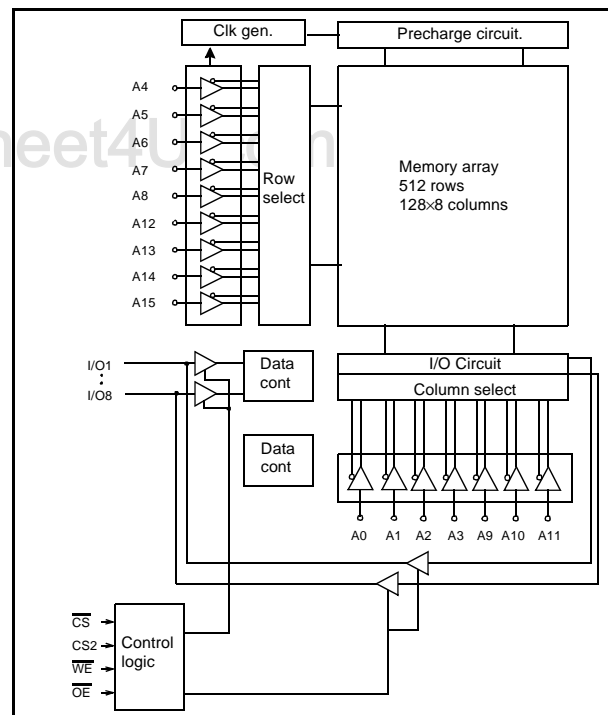 Clk gen.
Precharge circuit.
A4
A5
A6
A7
A8
A12
A13
A14
A15
Row
select
Memory array
512 rows
128×8 columns
I/O1
I/O8
Data
cont
Data
cont
I/O Circuit
Column select
A0 A1 A2 A3 A9 A10 A11
CS
CS2
WE
OE
Control
logic